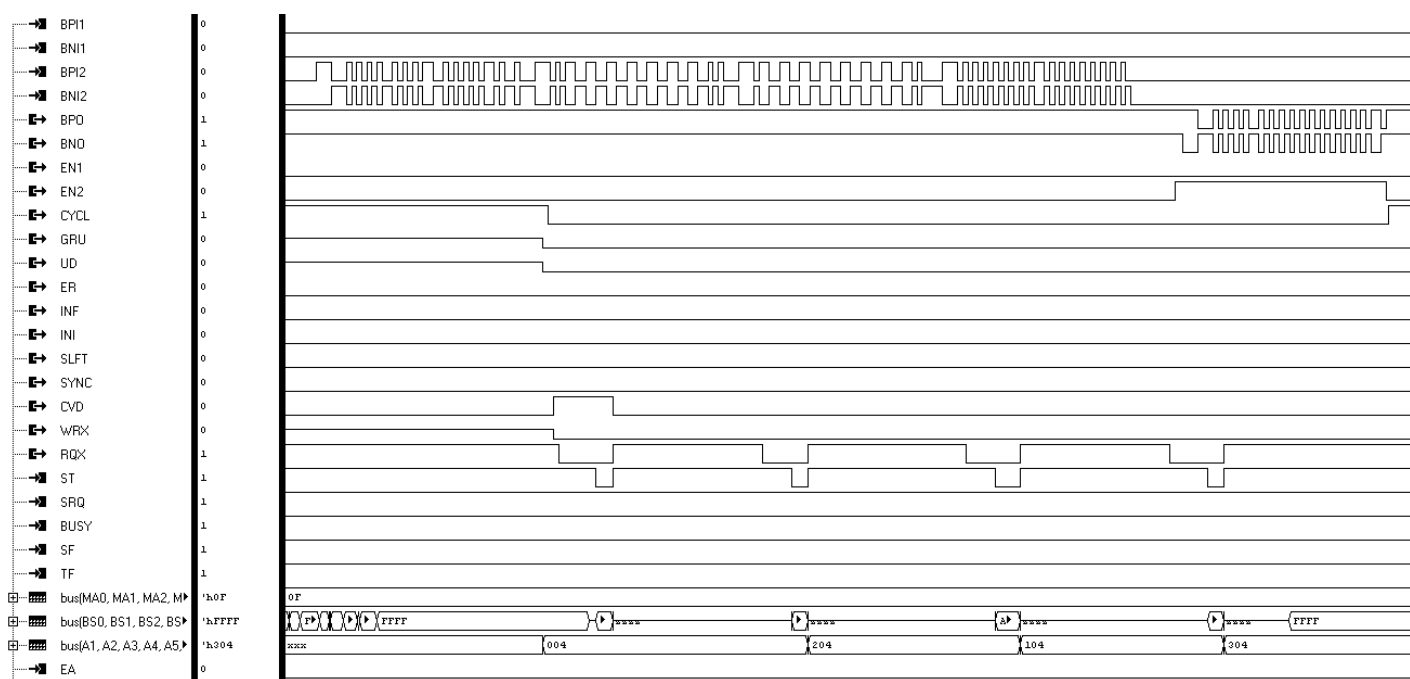 BPI1 0
BNI1 0
BPI2 0
BNI2 0
BPO 1
BNO 1
EN1 0
EN2 0
CYCL 1
GRU 0
UD 0
ER 0
INF 0
INI 0
SLFT 0
SYNC 0
CVD 0
WRX 0
RQX 1
ST 1
SRQ 1
BUSY 1
SF 1
TF 1
bus(MA0, MA1, MA2, M 'h0F 0F
bus(BS0, BS1, BS2, BS 'hFFFF F FFFF zzzz zzzz A zzzz zzzz FFFF
bus(A1, A2, A3, A4, A5, 'h304 xxx 004 204 104 304
EA 0